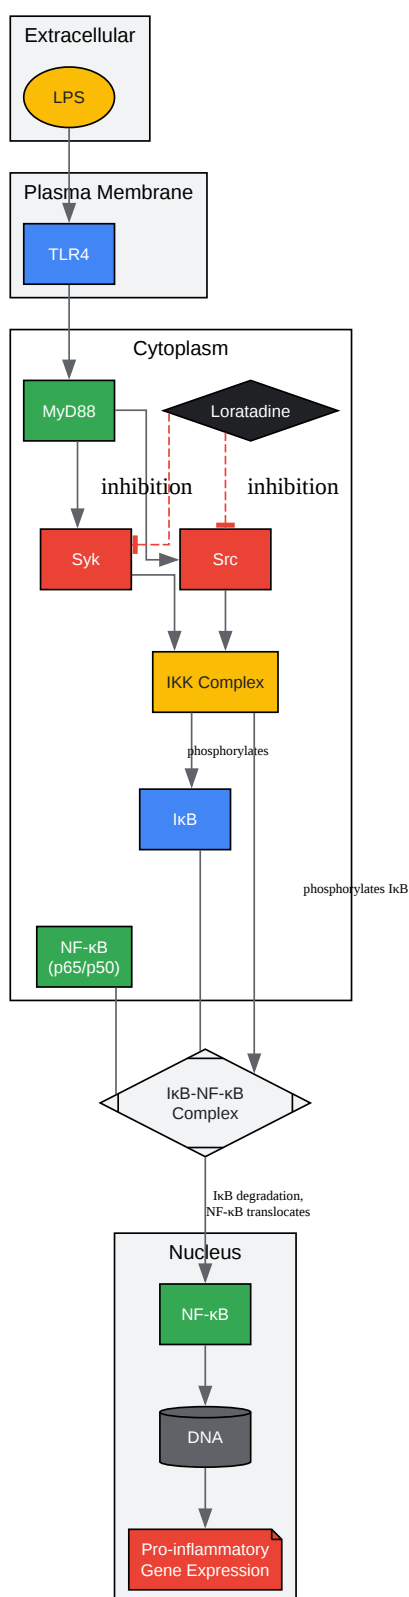 Extracellular
LPS
Plasma Membrane
TLR4
Cytoplasm
MyD88
Loratadine
inhibition
inhibition
Syk
Src
IKK Complex
phosphorylates
IκB
phosphorylates IκB
NF-κB
(p65/p50)
IκB-NF-κB
Complex
IκB degradation,
NF-κB translocates
Nucleus
NF-κB
DNA
Pro-inflammatory
Gene Expression